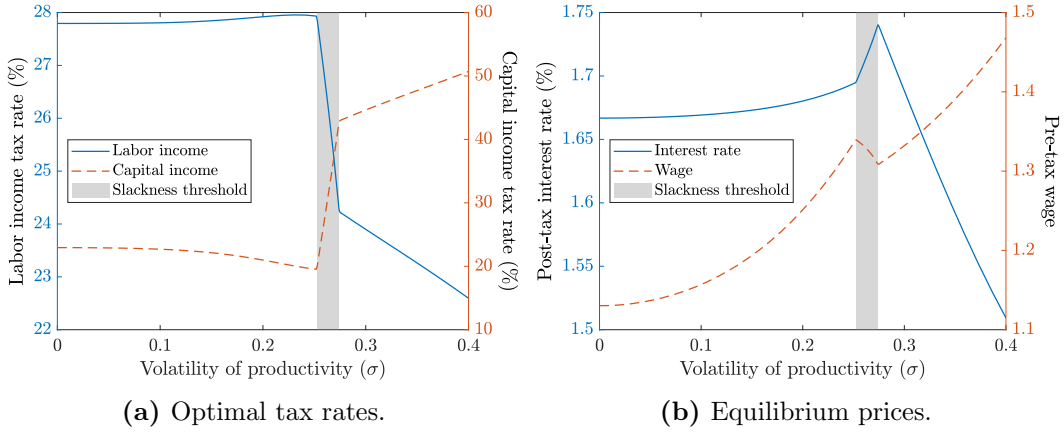 28
27
26
25
24
23
22
60
50
40
30
20
10
0
0.1
0.2
0.3
0.4
Labor income tax rate (%)
Capital income tax rate (%)
Volatility of productivity (σ)
Labor income
Capital income
Slackness threshold
(a) Optimal tax rates.
1.75
1.7
1.65
1.6
1.55
1.5
1.5
1.4
1.3
1.2
1.1
0
0.1
0.2
0.3
0.4
Post-tax interest rate (%)
Pre-tax wage
Volatility of productivity (σ)
Interest rate
Wage
Slackness threshold
(b) Equilibrium prices.